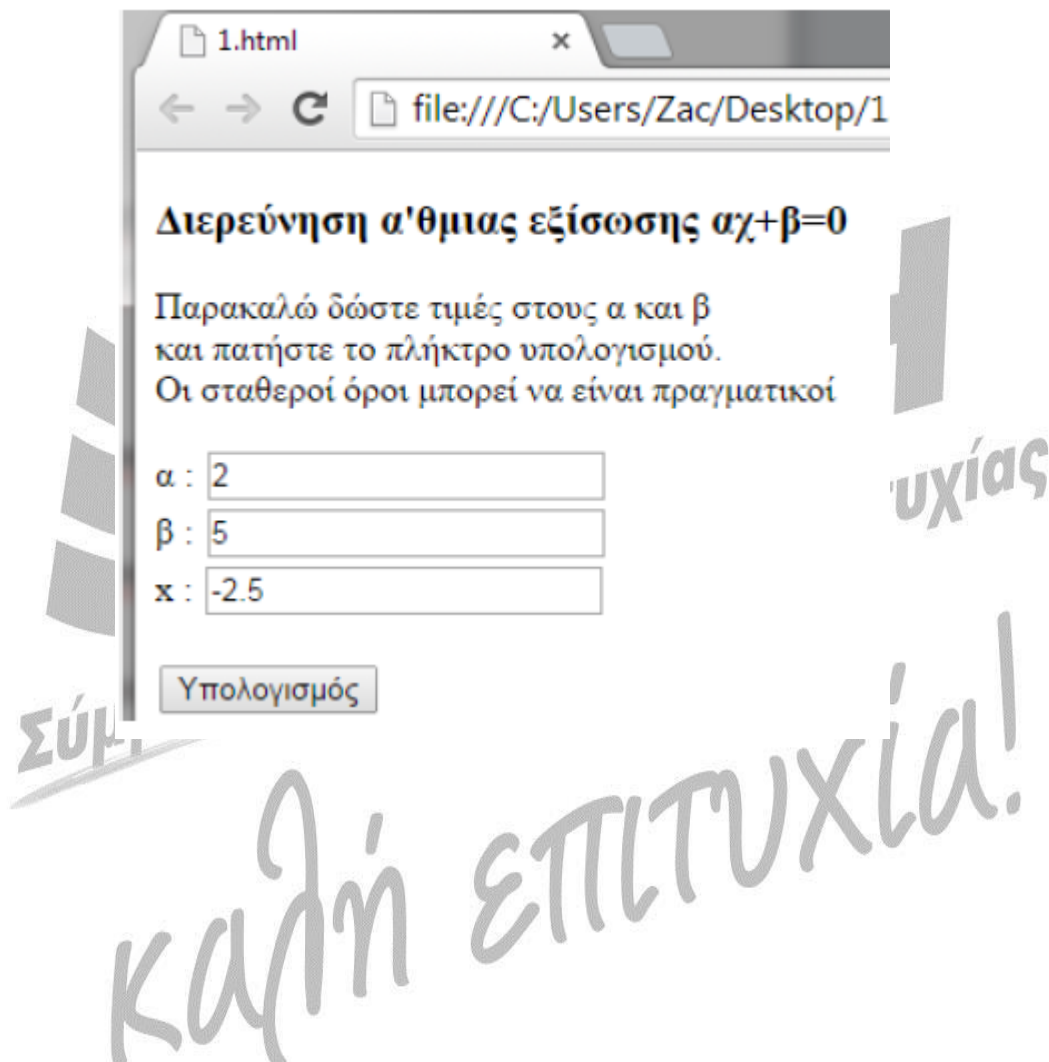 1.html
file:///C:/Users/Zac/Desktop/1
Διερεύνηση α'θμιας εξίσωσης αχ+β=0
Παρακαλώ δώστε τιμές στους α και β
και πατήστε το πλήκτρο υπολογισμού.
Οι σταθεροί όροι μπορεί να είναι πραγματικοί
α : 2
β : 5
x : -2.5
Υπολογισμός
καλή επιτυχία!